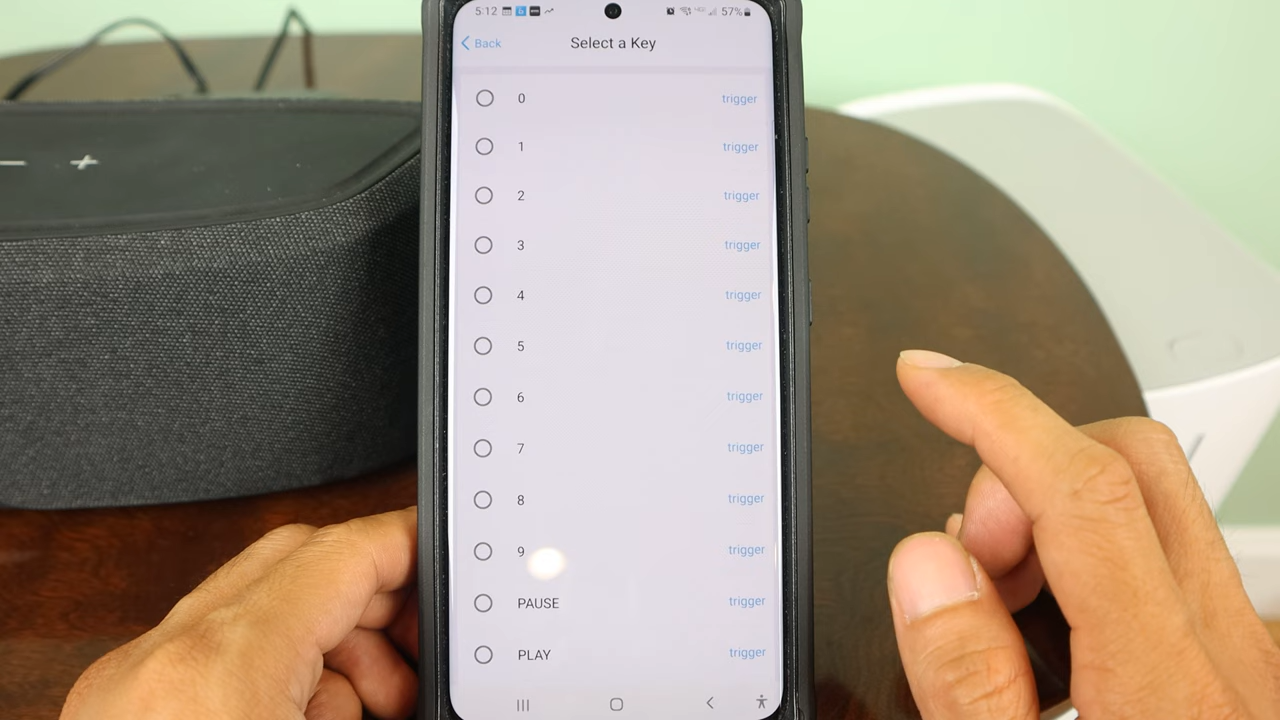 5:12 57%
Back Select a Key
0 trigger
1 trigger
2 trigger
3 trigger
4 trigger
5 trigger
6 trigger
7 trigger
8 trigger
9 trigger
PAUSE trigger
PLAY trigger